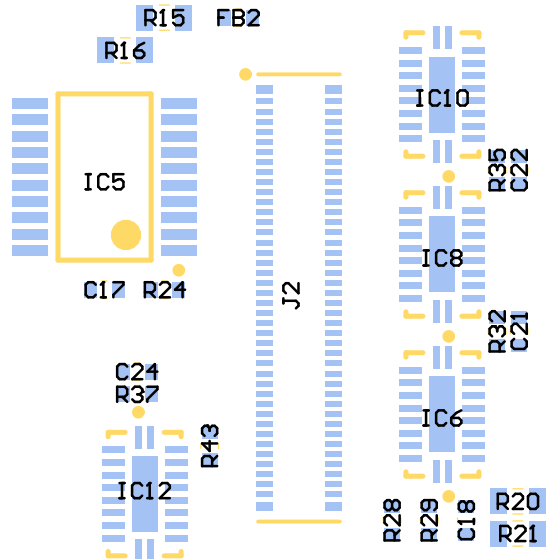 R15
FB2
R16
IC10
R35
C22
IC5
IC8
C17
R24
J2
R32
C21
C24
R37
IC6
R43
IC12
R28
R29
C18
R20
R21